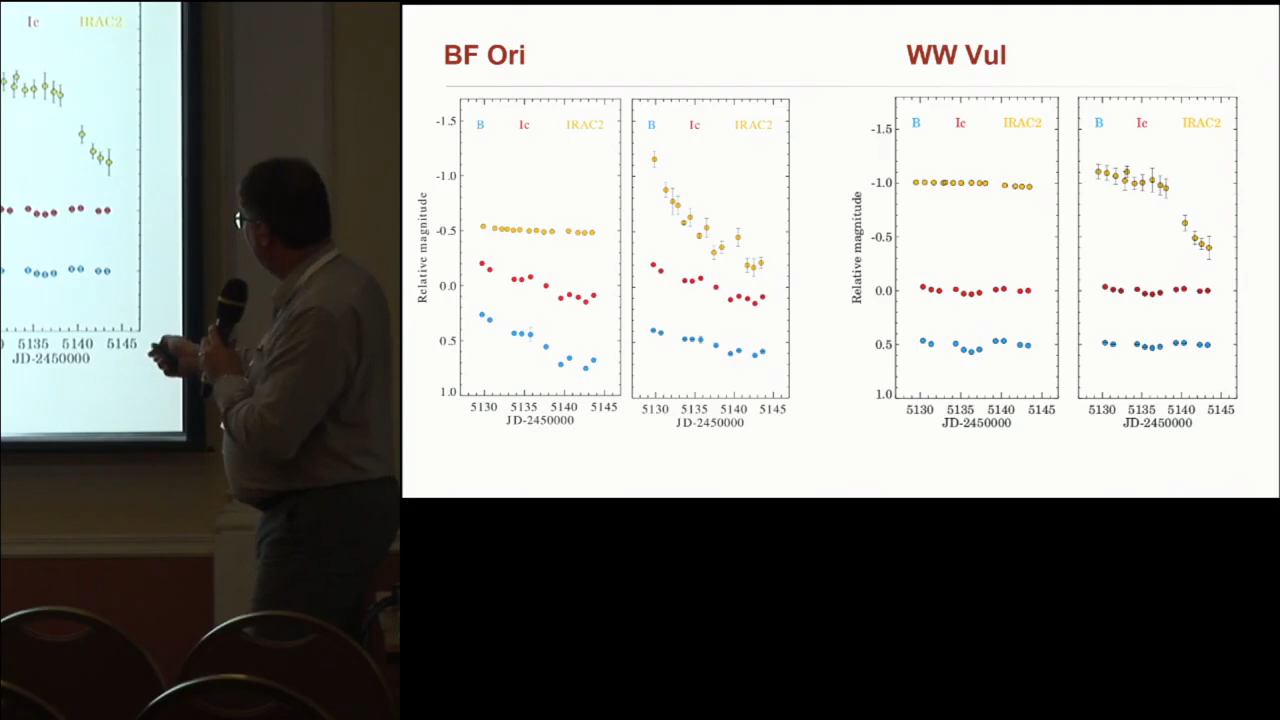 Ic IRAC2
5135 5140 5145
JD-2450000
BF Ori
WW Vul
B Ic IRAC2
B Ic IRAC2
B Ic IRAC2
B Ic IRAC2
Relative magnitude
-1.5
-1.0
-0.5
0.0
0.5
1.0
5130 5135 5140 5145
JD-2450000
5130 5135 5140 5145
JD-2450000
Relative magnitude
-1.5
-1.0
-0.5
0.0
0.5
1.0
5130 5135 5140 5145
JD-2450000
5130 5135 5140 5145
JD-2450000